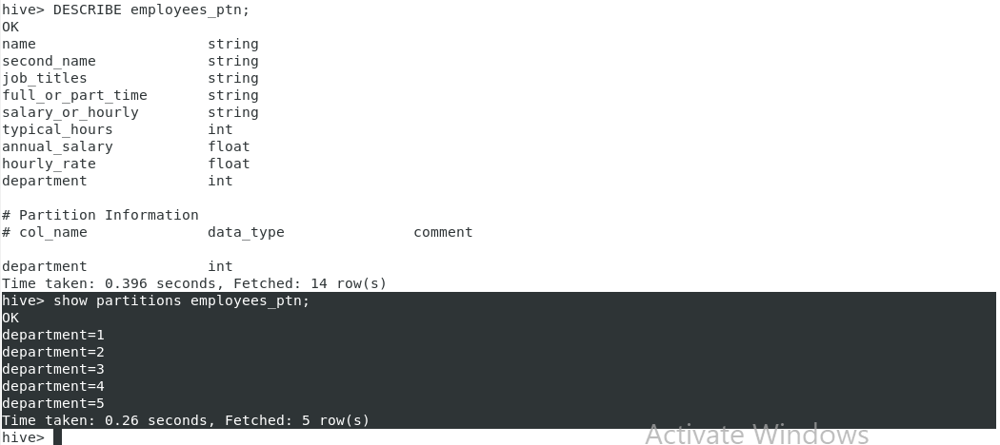 hive> DESCRIBE employees_ptn;
OK
name                    string
second_name             string
job_titles              string
full_or_part_time       string
salary_or_hourly        string
typical_hours           int
annual_salary           float
hourly_rate             float
department              int
# Partition Information
# col_name              data_type               comment
department              int
Time taken: 0.396 seconds, Fetched: 14 row(s)
hive> show partitions employees_ptn;
OK
department=1
department=2
department=3
department=4
department=5
Time taken: 0.26 seconds, Fetched: 5 row(s)
hive>
Activate Windows